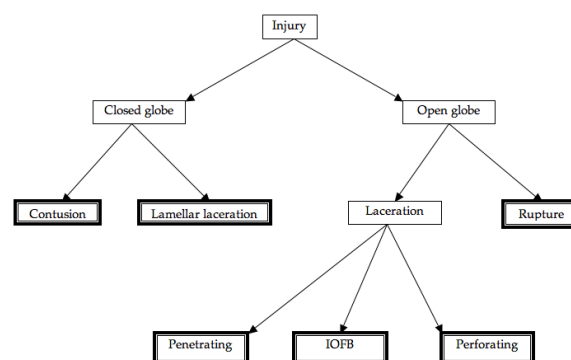 Injury
Closed globe
Open globe
Contusion
Lamellar laceration
Laceration
Rupture
Penetrating
IOFB
Perforating